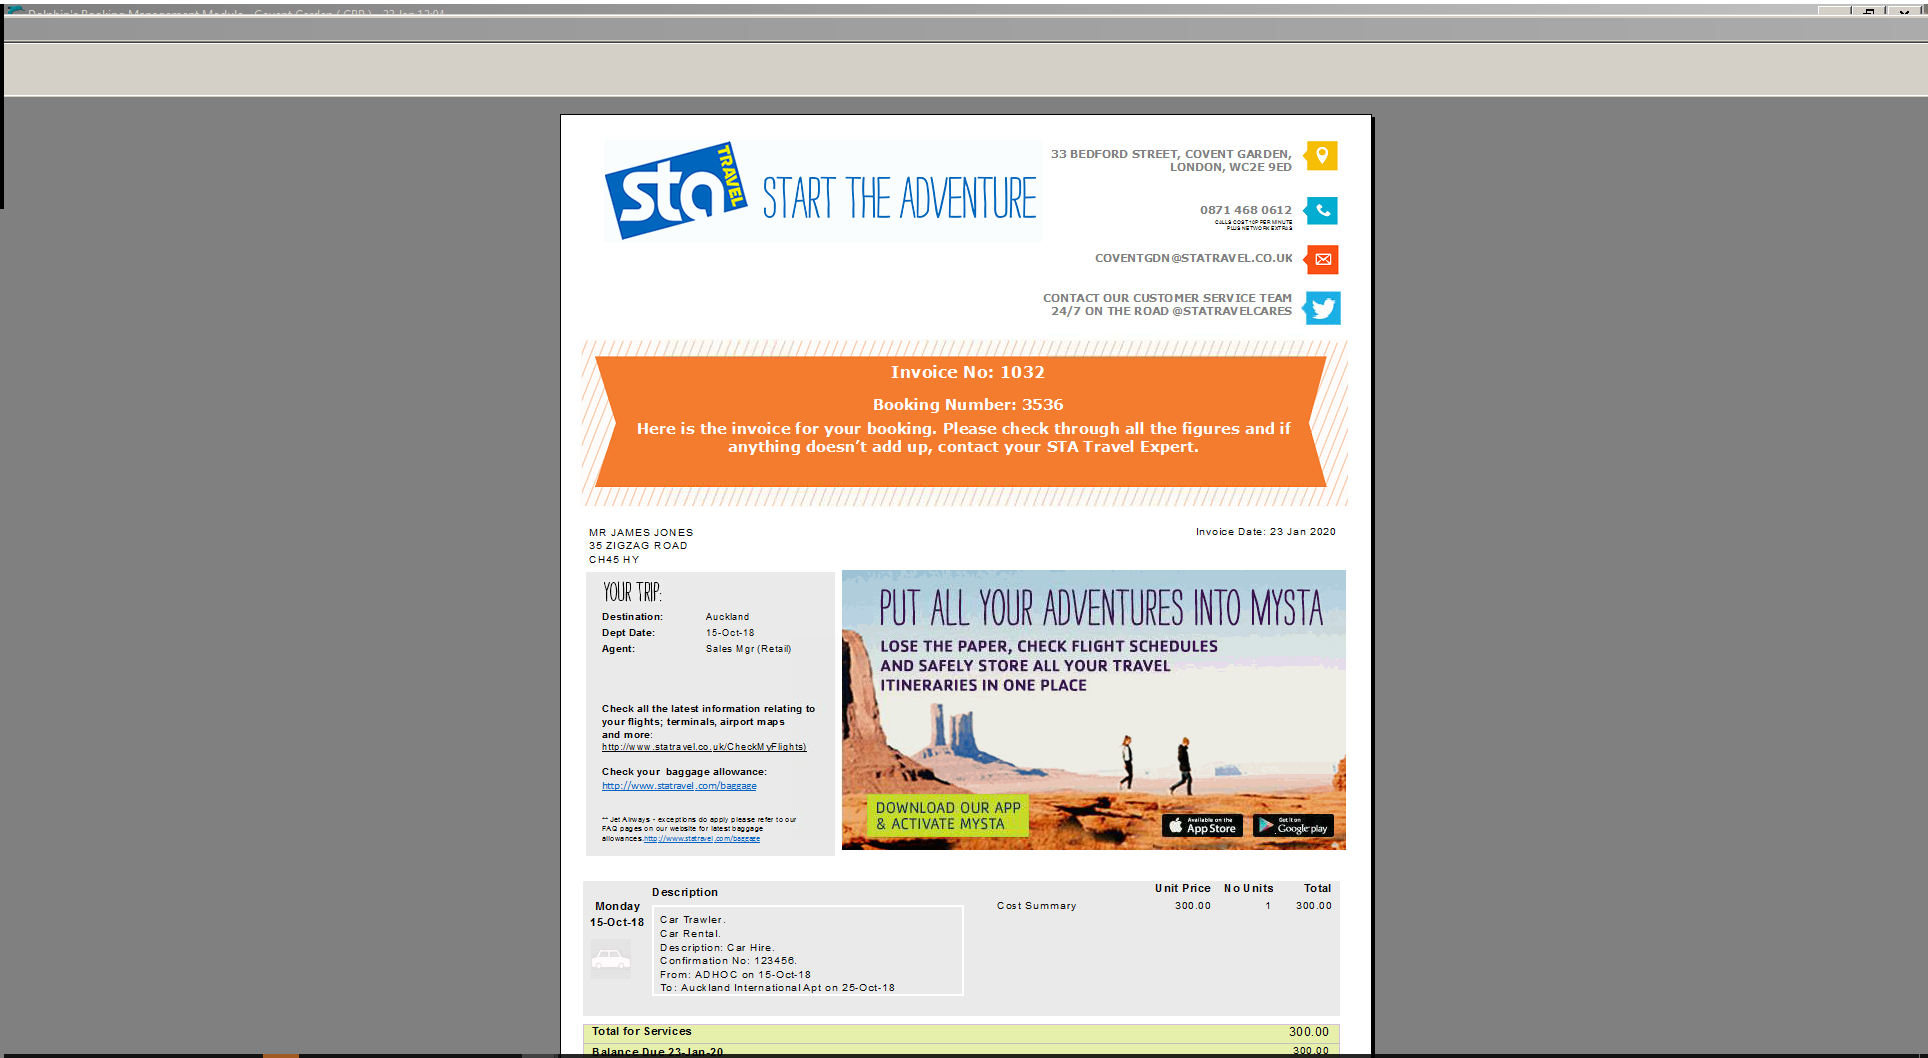 Dolphin's Booking Management Module - Covent Garden ( GBP ) - 23 Jan 12:04
sta TRAVEL START THE ADVENTURE
33 BEDFORD STREET, COVENT GARDEN,
LONDON, WC2E 9ED
0871 468 0612
CALLS COST 10P PER MINUTE
PLUS NETWORK EXTRAS
COVENTGDN@STATRAVEL.CO.UK
CONTACT OUR CUSTOMER SERVICE TEAM
24/7 ON THE ROAD @STATRAVELCARES
Invoice No: 1032
Booking Number: 3536
Here is the invoice for your booking. Please check through all the figures and if
anything doesn't add up, contact your STA Travel Expert.
MR JAMES JONES
35 ZIGZAG ROAD
CH45 HY
Invoice Date: 23 Jan 2020
YOUR TRIP:
Destination: Auckland
Dept Date: 15-Oct-18
Agent: Sales Mgr (Retail)
Check all the latest information relating to
your flights; terminals, airport maps
and more:
http://www.statravel.co.uk/CheckMyFlights)
Check your baggage allowance:
http://www.statravel.com/baggage
** Jet Airways - exceptions do apply please refer to our
FAQ pages on our website for latest baggage
allowances.http://www.statravel.com/baggage
PUT ALL YOUR ADVENTURES INTO MYSTA
LOSE THE PAPER, CHECK FLIGHT SCHEDULES
AND SAFELY STORE ALL YOUR TRAVEL
ITINERARIES IN ONE PLACE
DOWNLOAD OUR APP
& ACTIVATE MYSTA
Available on the
App Store
Get it on
Google play
Description Unit Price No Units Total
Monday
15-Oct-18
Cost Summary 300.00 1 300.00
Car Trawler.
Car Rental.
Description: Car Hire.
Confirmation No: 123456.
From: ADHOC on 15-Oct-18
To: Auckland International Apt on 25-Oct-18
Total for Services 300.00
Balance Due 23-Jan-20 300.00